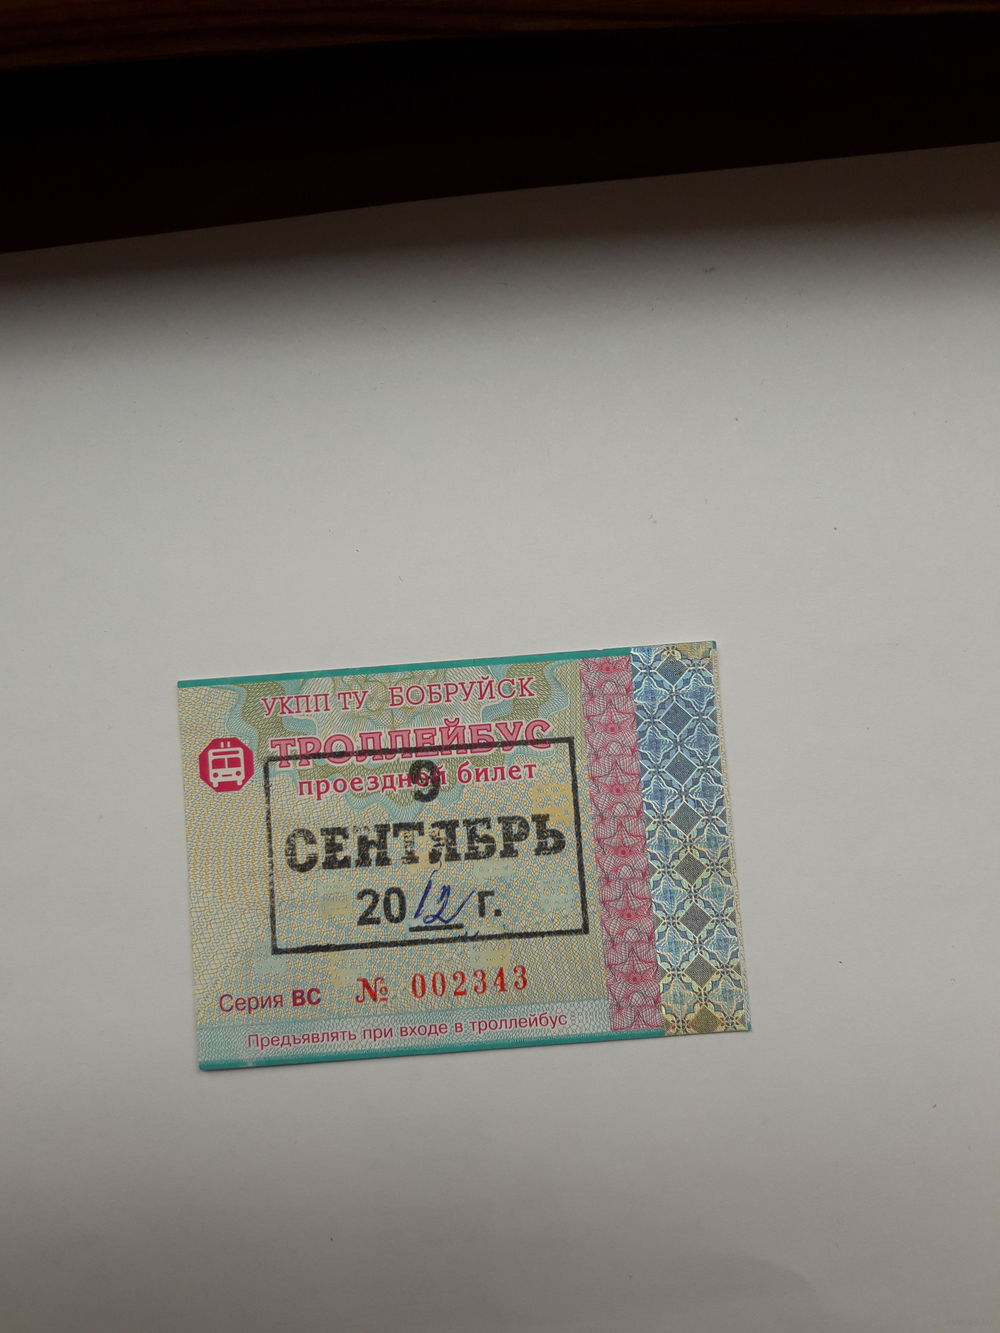 УКПП ТУ БОБРУЙСК
ТРОЛЛЕЙБУС
проездной билет
9
СЕНТЯБРЬ
2012 г.
Серия ВС № 002343
Предъявлять при входе в троллейбус